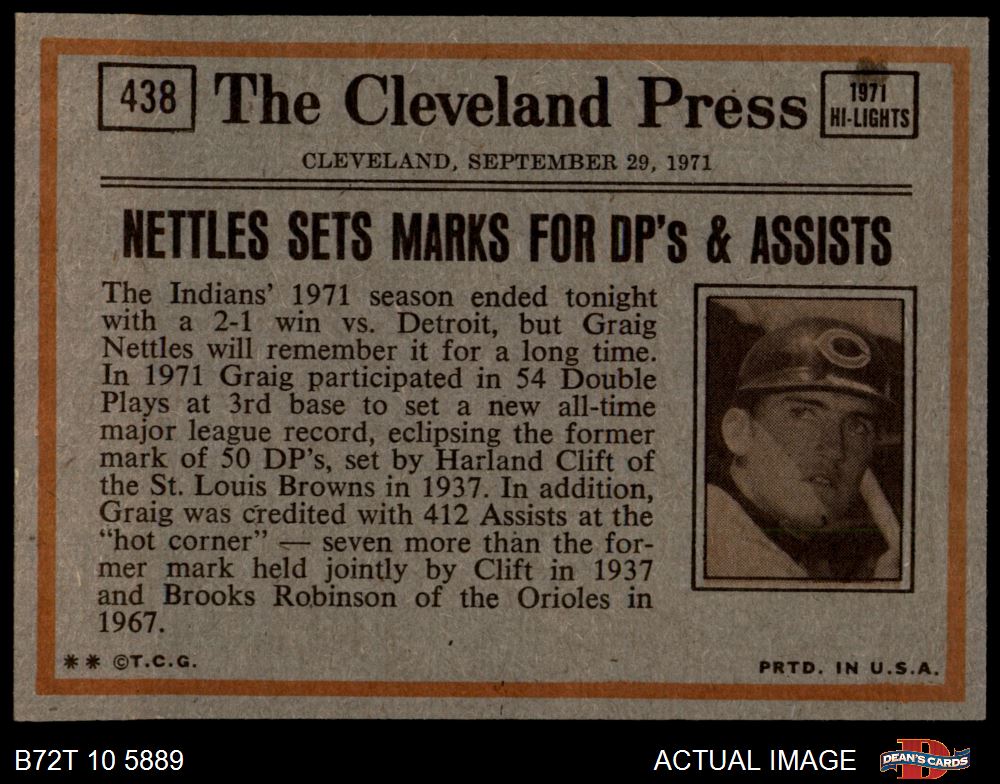 438
The Cleveland Press
1971
HI-LIGHTS
CLEVELAND, SEPTEMBER 29, 1971
NETTLES SETS MARKS FOR DP's & ASSISTS
The Indians' 1971 season ended tonight
with a 2-1 win vs. Detroit, but Graig
Nettles will remember it for a long time.
In 1971 Graig participated in 54 Double
Plays at 3rd base to set a new all-time
major league record, eclipsing the former
mark of 50 DP's, set by Harland Clift of
the St. Louis Browns in 1937. In addition,
Graig was credited with 412 Assists at the
"hot corner" — seven more than the for-
mer mark held jointly by Clift in 1937
and Brooks Robinson of the Orioles in
1967.
** ©T.C.G.
PRTD. IN U.S.A.
B72T 10 5889
ACTUAL IMAGE
D
DEAN'S CARDS